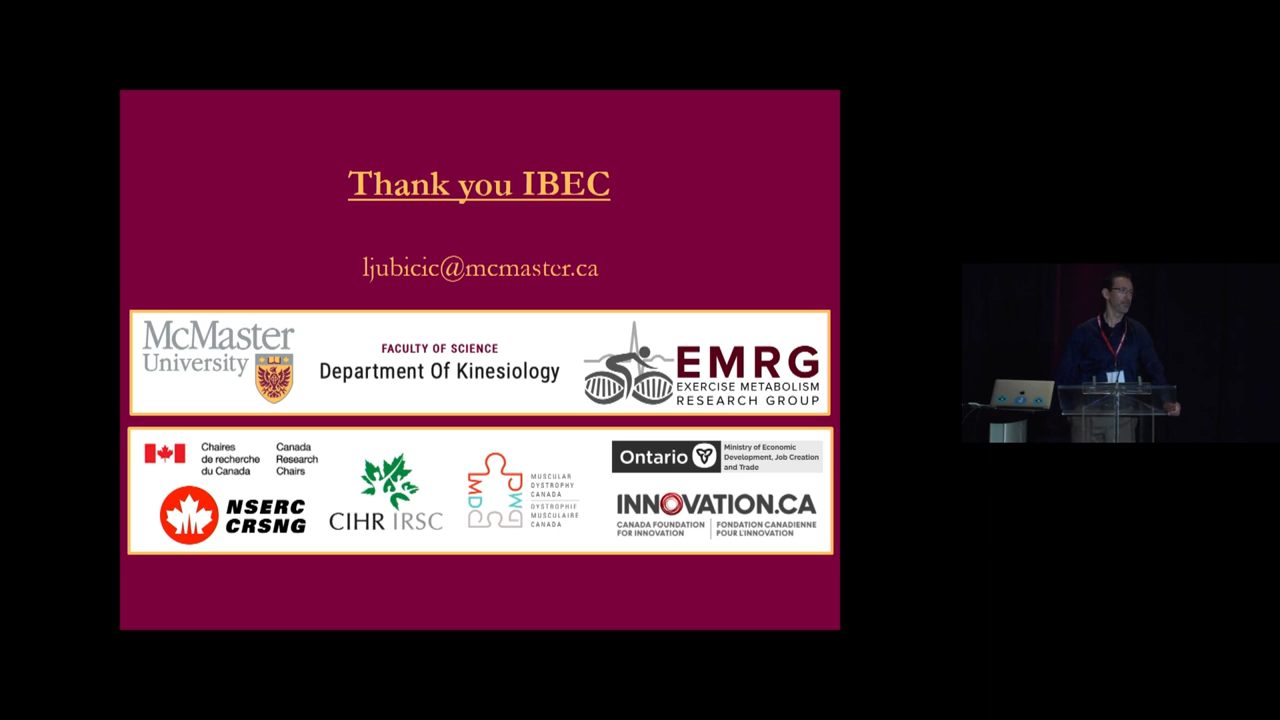 Thank you IBEC
ljubicic@mcmaster.ca
McMaster
University
FACULTY OF SCIENCE
Department Of Kinesiology
EMRG
EXERCISE METABOLISM
RESEARCH GROUP
Chaires
de recherche
du Canada
Canada
Research
Chairs
NSERC
CRSNG
CIHR IRSC
MD
DM
MUSCULAR
DYSTROPHY
CANADA
DYSTROPHIE
MUSCULAIRE
CANADA
Ontario
Ministry of Economic
Development, Job Creation
and Trade
INNOVATION.CA
CANADA FOUNDATION
FOR INNOVATION
FONDATION CANADIENNE
POUR L'INNOVATION